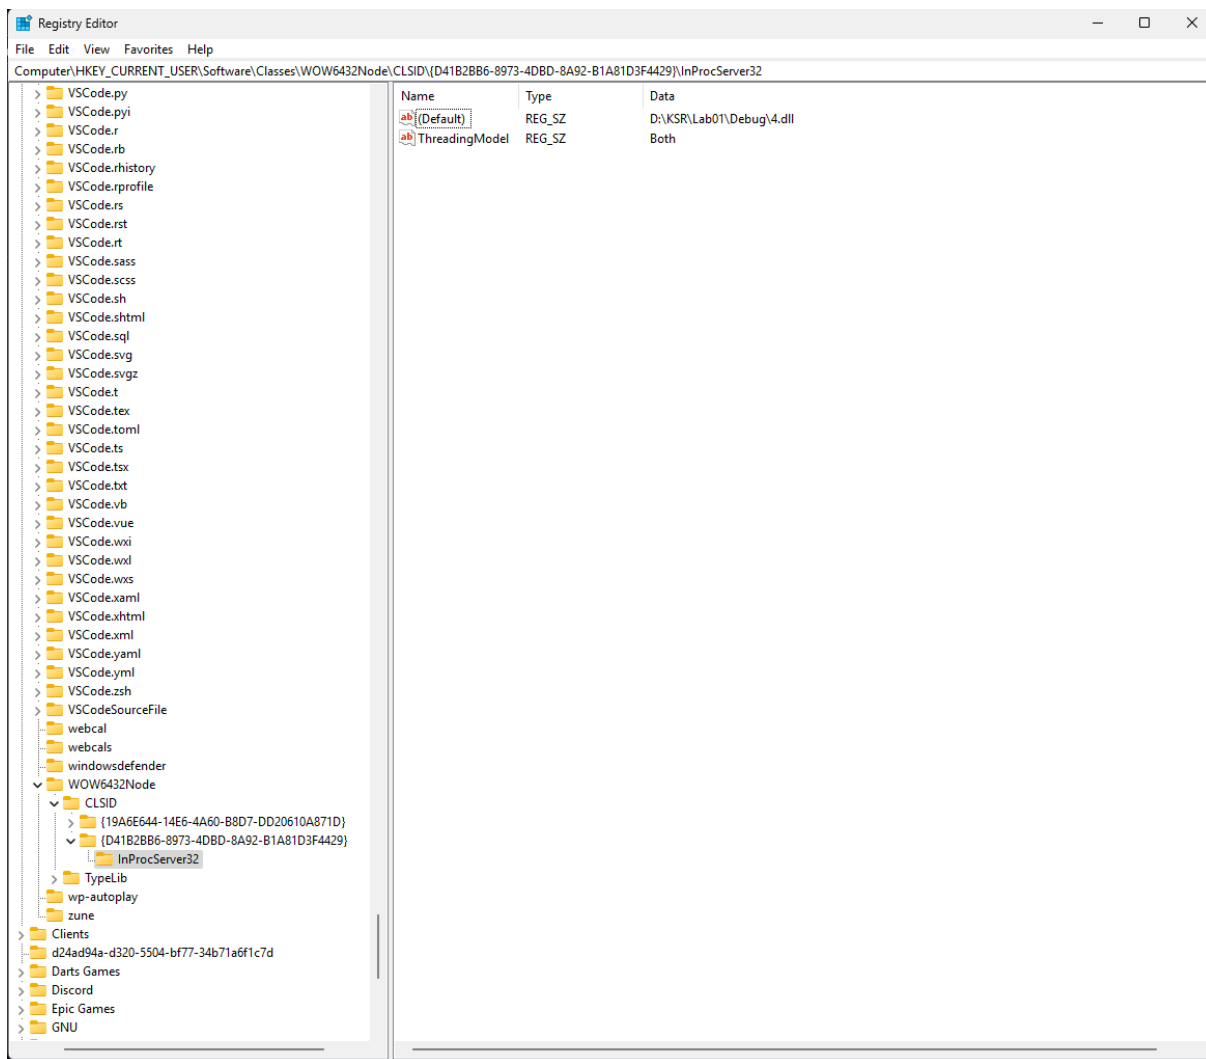 Registry Editor
File Edit View Favorites Help
Computer\HKEY_CURRENT_USER\Software\Classes\WOW6432Node\CLSID\{D41B2BB6-8973-4DBD-8A92-B1A81D3F4429}\InProcServer32
VSCode.py
VSCode.pyi
VSCode.r
VSCode.rb
VSCode.rhistory
VSCode.rprofile
VSCode.rs
VSCode.rst
VSCode.rt
VSCode.sass
VSCode.scss
VSCode.sh
VSCode.shtml
VSCode.sql
VSCode.svg
VSCode.svgz
VSCode.t
VSCode.tex
VSCode.toml
VSCode.ts
VSCode.tsx
VSCode.txt
VSCode.vb
VSCode.vue
VSCode.wxi
VSCode.wxl
VSCode.wxs
VSCode.xaml
VSCode.xhtml
VSCode.xml
VSCode.yaml
VSCode.yml
VSCode.zsh
VSCodeSourceFile
webcal
webcals
windowsdefender
WOW6432Node
CLSID
{19A6E644-14E6-4A60-B8D7-DD20610A871D}
{D41B2BB6-8973-4DBD-8A92-B1A81D3F4429}
InProcServer32
TypeLib
wp-autoplay
zune
Clients
d24ad94a-d320-5504-bf77-34b71a6f1c7d
Darts Games
Discord
Epic Games
GNU
Name Type Data
ab (Default) REG_SZ D:\KSR\Lab01\Debug\4.dll
ab ThreadingModel REG_SZ Both